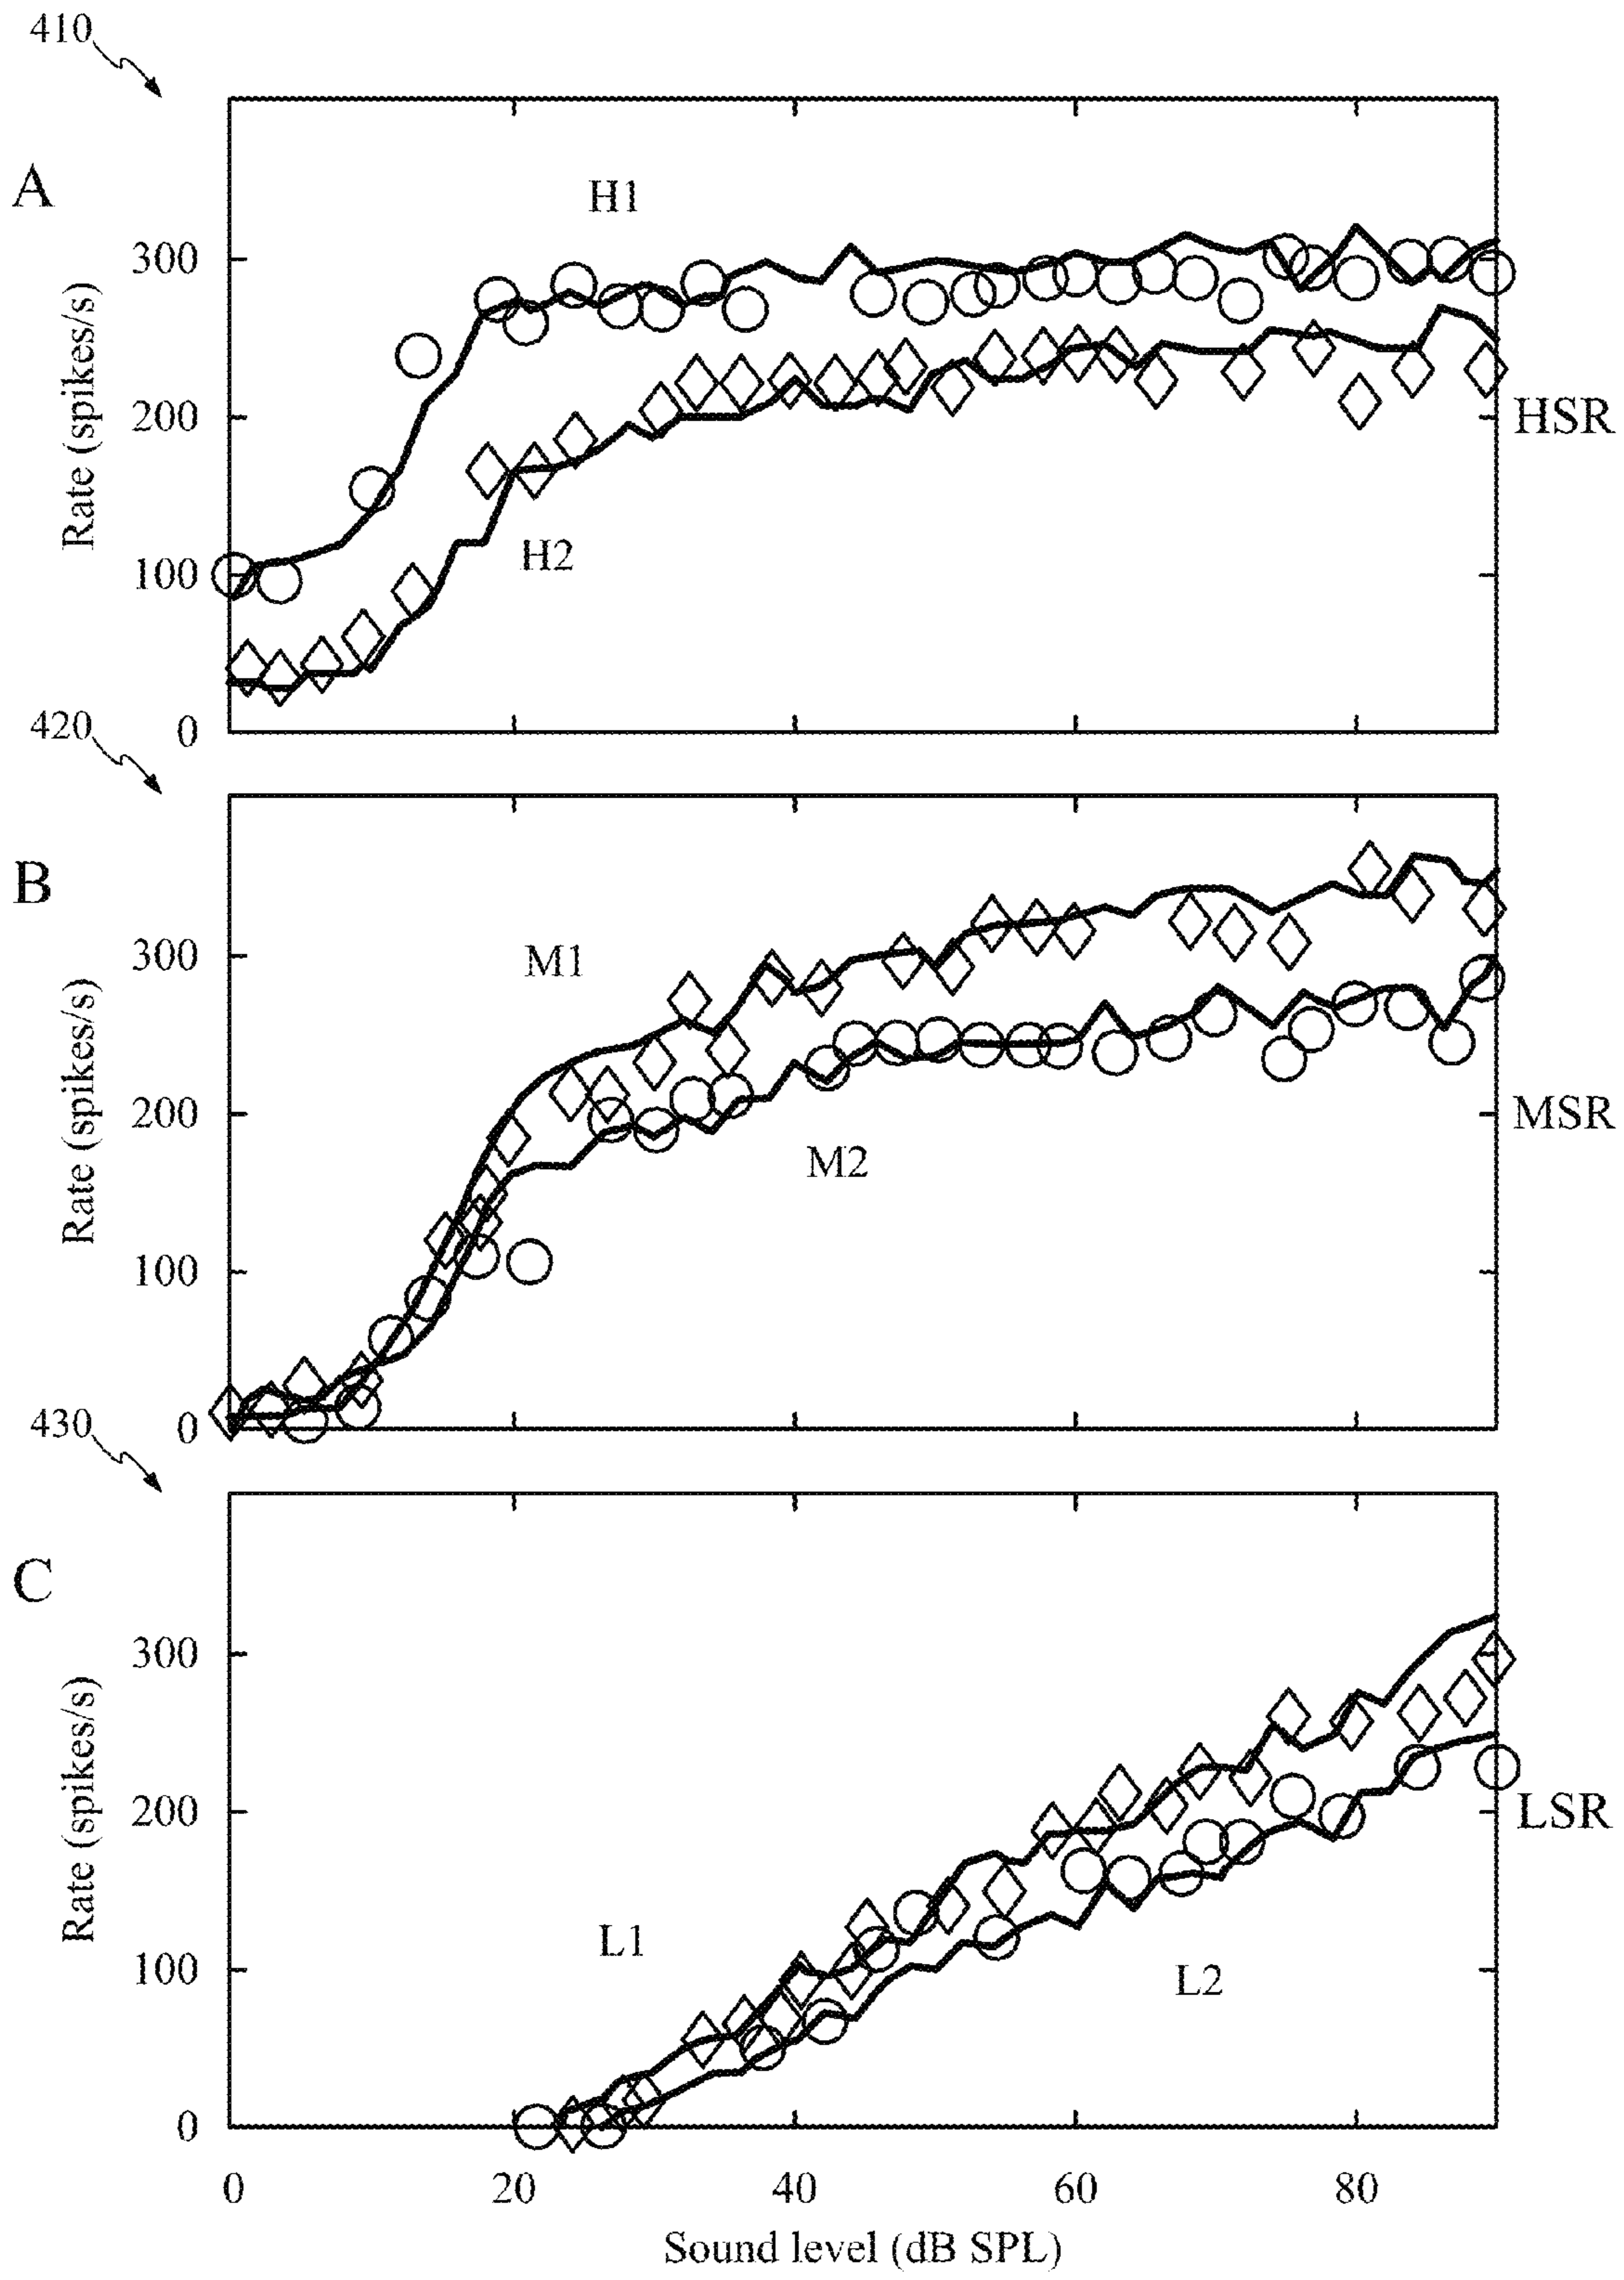 410
A
H1
300
200
100
0
Rate (spikes/s)
H2
HSR
420
B
M1
300
200
100
0
Rate (spikes/s)
M2
MSR
430
C
300
200
100
0
Rate (spikes/s)
L1
L2
LSR
0 20 40 60 80
Sound level (dB SPL)